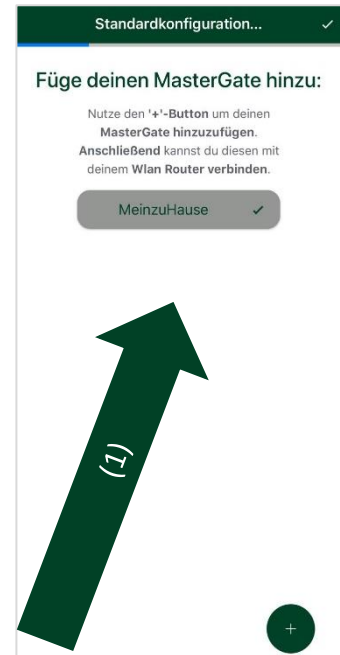 Standardkonfiguration...
Füge deinen MasterGate hinzu:
Nutze den '+'-Button um deinen
MasterGate hinzuzufügen.
Anschließend kannst du diesen mit
deinem Wlan Router verbinden.
MeinzuHause
(1)
+